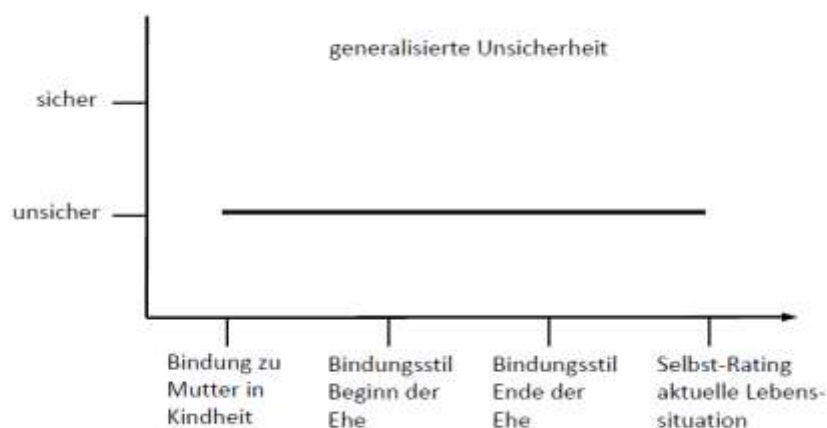 generalisierte Unsicherheit
sicher
unsicher
Bindung zu
Mutter in
Kindheit
Bindungsstil
Beginn der
Ehe
Bindungsstil
Ende der
Ehe
Selbst-Rating
aktuelle Lebens-
situation